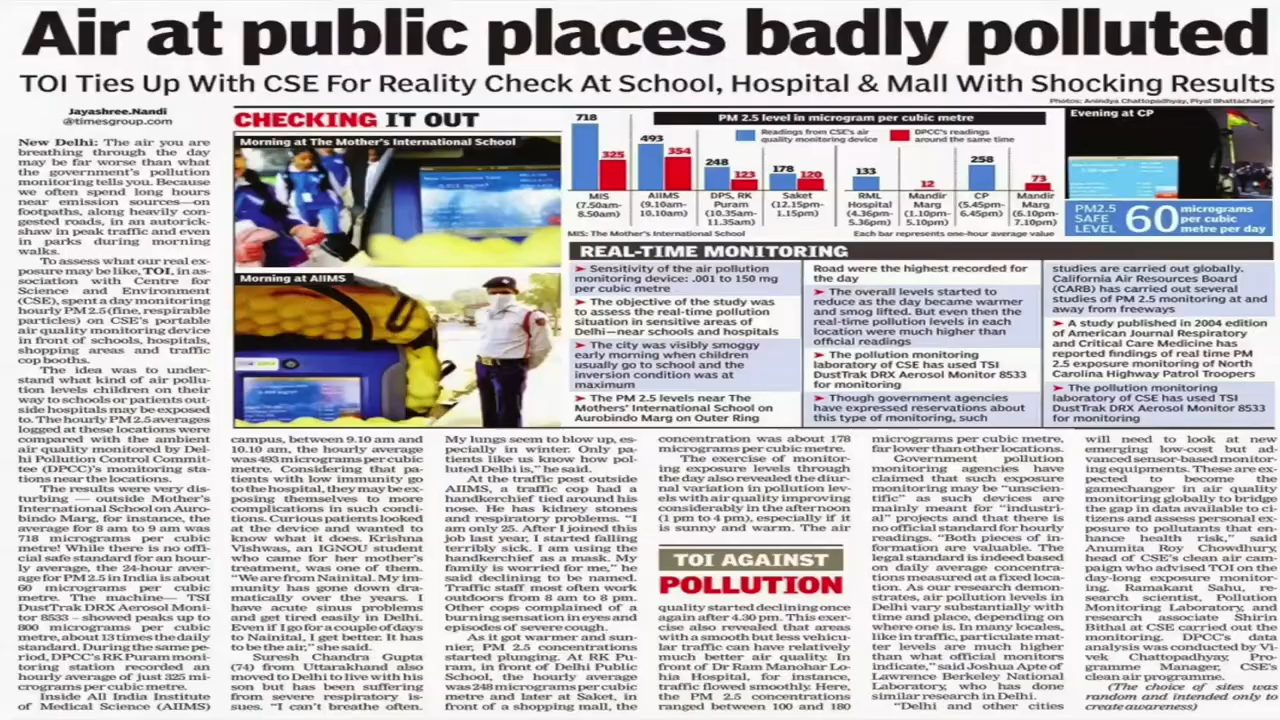 Air at public places badly polluted
TOI Ties Up With CSE For Reality Check At School, Hospital & Mall With Shocking Results
Photos: Anindya Chattopadhyay, Piyal Bhattacharjee
Jayashree.Nandi
@timesgroup.com
New Delhi: The air you are
breathing through the day
may be far worse than what
the government's pollution
monitoring tells you. Because
we often spend long hours
near emission sources—on
footpaths, along heavily con-
gested roads, in an autorick-
shaw in peak traffic and even
in parks during morning
walks.
To assess what our real ex-
posure may be like, TOI, in as-
sociation with Centre for
Science and Environment
(CSE), spent a day monitoring
hourly PM 2.5 (fine, respirable
particles) on CSE's portable
air quality monitoring device
in front of schools, hospitals,
shopping areas and traffic
cop booths.
The idea was to under-
stand what kind of air pollu-
tion levels children on their
way to schools or patients out-
side hospitals may be exposed
to. The hourly PM 2.5 averages
logged at these locations were
compared with the ambient
air quality monitored by Del-
hi Pollution Control Commit-
tee (DPCC)'s monitoring sta-
tions near the locations.
The results were very dis-
turbing — outside Mother's
International School on Auro-
bindo Marg, for instance, the
average for 8 am to 9 am was
718 micrograms per cubic
metre! While there is no offi-
cial safe standard for an hour-
ly average, the 24-hour aver-
age for PM 2.5 in India is about
60 micrograms per cubic
metre. The machine— TSI
DustTrak DRX Aerosol Moni-
tor 8533 – showed peaks up to
800 micrograms per cubic
metre, about 13 times the daily
standard. During the same pe-
riod, DPCC's RK Puram moni-
toring station recorded an
hourly average of just 325 mi-
crograms per cubic metre.
Inside All India Institute
of Medical Science (AIIMS)
CHECKING IT OUT
Morning at The Mother's International School
Morning at AIIMS
PM 2.5 level in microgram per cubic metre
Readings from CSE's air
quality monitoring device
DPCC's readings
around the same time
718 325 493 354 248 123 178 120 133 12 258 73
MIS
(7.50am-
8.50am)
AIIMS
(9.10am-
10.10am)
DPS, RK
Puram
(10.35am-
11.35am)
Saket
(12.15pm-
1.15pm)
RML
Hospital
(4.36pm-
5.36pm)
Mandir
Marg
(1.10pm-
5.10pm)
CP
(5.45pm-
6.45pm)
Mandir
Marg
(6.10pm-
7.10pm)
MIS: The Mother's International School
Each bar represents one-hour average value
Evening at CP
PM2.5
SAFE
LEVEL
60
micrograms
per cubic
metre per day
REAL-TIME MONITORING
➤ Sensitivity of the air pollution
monitoring device: .001 to 150 mg
per cubic metre
➤ The objective of the study was
to assess the real-time pollution
situation in sensitive areas of
Delhi—near schools and hospitals
➤ The city was visibly smoggy
early morning when children
usually go to school and the
inversion condition was at
maximum
➤ The PM 2.5 levels near The
Mothers' International School on
Aurobindo Marg on Outer Ring
Road were the highest recorded for
the day
➤ The overall levels started to
reduce as the day became warmer
and smog lifted. But even then the
real-time pollution levels in each
location were much higher than
official readings
➤ The pollution monitoring
laboratory of CSE has used TSI
DustTrak DRX Aerosol Monitor 8533
for monitoring
➤ Though government agencies
have expressed reservations about
this type of monitoring, such
studies are carried out globally.
California Air Resources Board
(CARB) has carried out several
studies of PM 2.5 monitoring at and
away from freeways
➤ A study published in 2004 edition
of American Journal Respiratory
and Critical Care Medicine has
reported findings of real time PM
2.5 exposure monitoring of North
Carolina Highway Patrol Troopers
➤ The pollution monitoring
laboratory of CSE has used TSI
DustTrak DRX Aerosol Monitor 8533
for monitoring
campus, between 9.10 am and
10.10 am, the hourly average
was 493 micrograms per cubic
metre. Considering that pa-
tients with low immunity go
to the hospital, they may be ex-
posing themselves to more
complications in such condi-
tions. Curious patients looked
at the device and wanted to
know what it does. Krishna
Vishwas, an IGNOU student
who came for her mother's
treatment, was one of them.
"We are from Nainital. My im-
munity has gone down dra-
matically over the years. I
have acute sinus problems
and get tired easily in Delhi.
Even if I go for a couple of days
to Nainital, I get better. It has
to be the air," she said.
Suresh Chandra Gupta
(74) from Uttarakhand also
moved to Delhi to live with his
son but has been suffering
from severe respiratory is-
sues. "I can't breathe often.
My lungs seem to blow up, es-
pecially in winter. Only pa-
tients like us know how pol-
luted Delhi is," he said.
At the traffic post outside
AIIMS, a traffic cop had a
handkerchief tied around his
nose. He has kidney stones
and respiratory problems. "I
am only 25. After I joined this
job last year, I started falling
terribly sick. I am using the
handkerchief as a mask. My
family is worried for me," he
said declining to be named.
Traffic staff most often work
outdoors from 8 am to 8 pm.
Other cops complained of a
burning sensation in eyes and
episodes of severe cough.
As it got warmer and sun-
nier, PM 2.5 concentrations
started plunging. At RK Pu-
ram, in front of Delhi Public
School, the hourly average
was 248 micrograms per cubic
metre and later at Saket, in
front of a shopping mall, the
concentration was about 178
micrograms per cubic metre.
The exercise of monitor-
ing exposure levels through
the day also revealed the diur-
nal variation in pollution lev-
els with air quality improving
considerably in the afternoon
(1 pm to 4 pm), especially if it
is sunny and warm. The air
TOI AGAINST
POLLUTION
quality started declining once
again after 4.30 pm. This exer-
cise also revealed that areas
with a smooth but less vehicu-
lar traffic can have relatively
much better air quality. In
front of Dr Ram Manhar Lo-
hia Hospital, for instance,
traffic flowed smoothly. Here,
the PM 2.5 concentrations
ranged between 100 and 180
micrograms per cubic metre,
far lower than other locations.
Government pollution
monitoring agencies have
claimed that such exposure
monitoring may be "unscien-
tific" as such devices are
mainly meant for "industri-
al" projects and that there is
no official standard for hourly
readings. "Both pieces of in-
formation are valuable. The
legal standard is indeed based
on daily average concentra-
tions measured at a fixed loca-
tion. As our research demon-
strates, air pollution levels in
Delhi vary substantially with
time and place, depending on
where one is. In many locales,
like in traffic, particulate mat-
ter levels are much higher
than what official monitors
indicate," said Joshua Apte of
Lawrence Berkeley National
Laboratory, who has done
similar research in Delhi.
"Delhi and other cities
will need to look at new
emerging low-cost but ad-
vanced sensor-based monitor-
ing equipments. These are ex-
pected to become the
gamechanger in air quality
monitoring globally to bridge
the gap in data available to ci-
tizens and assess personal ex-
posure to pollutants that en-
hance health risk," said
Anumita Roy Chowdhury,
head of CSE's clean air cam-
paign who advised TOI on the
day-long exposure monitor-
ing. Ramakant Sahu, re-
search scientist, Pollution
Monitoring Laboratory, and
research associate Shirin
Bithal at CSE carried out the
monitoring. DPCC's data
analysis was conducted by Vi-
vek Chattopadhyay, Pro-
gramme Manager, CSE's
clean air programme.
(The choice of sites was
random and intended only to
create awareness)